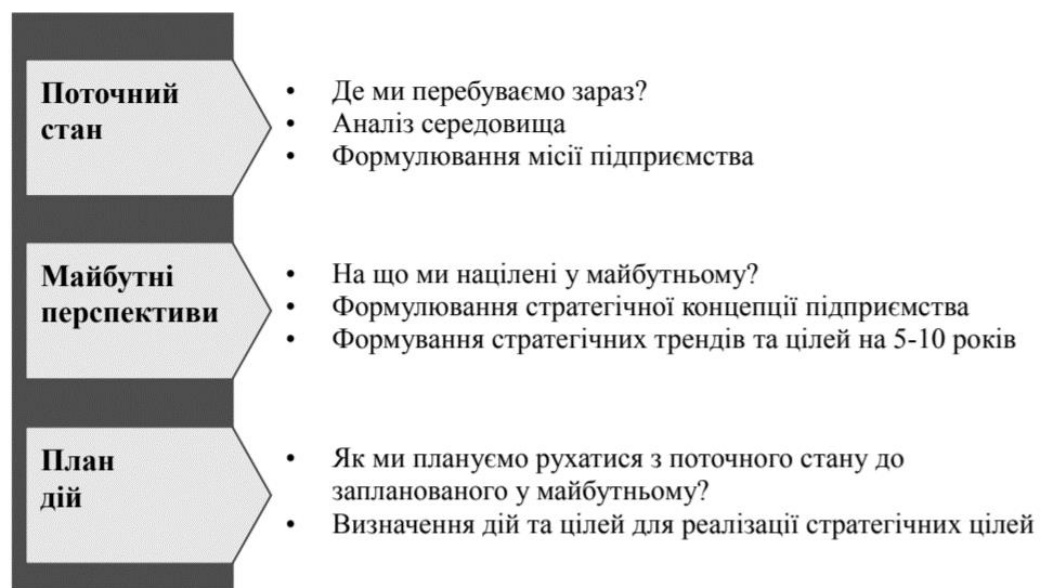 Поточний
стан
• Де ми перебуваємо зараз?
• Аналіз середовища
• Формулювання місії підприємства
Майбутні
перспективи
• На що ми націлені у майбутньому?
• Формулювання стратегічної концепції підприємства
• Формування стратегічних трендів та цілей на 5-10 років
План
дій
• Як ми плануємо рухатися з поточного стану до
запланованого у майбутньому?
• Визначення дій та цілей для реалізації стратегічних цілей